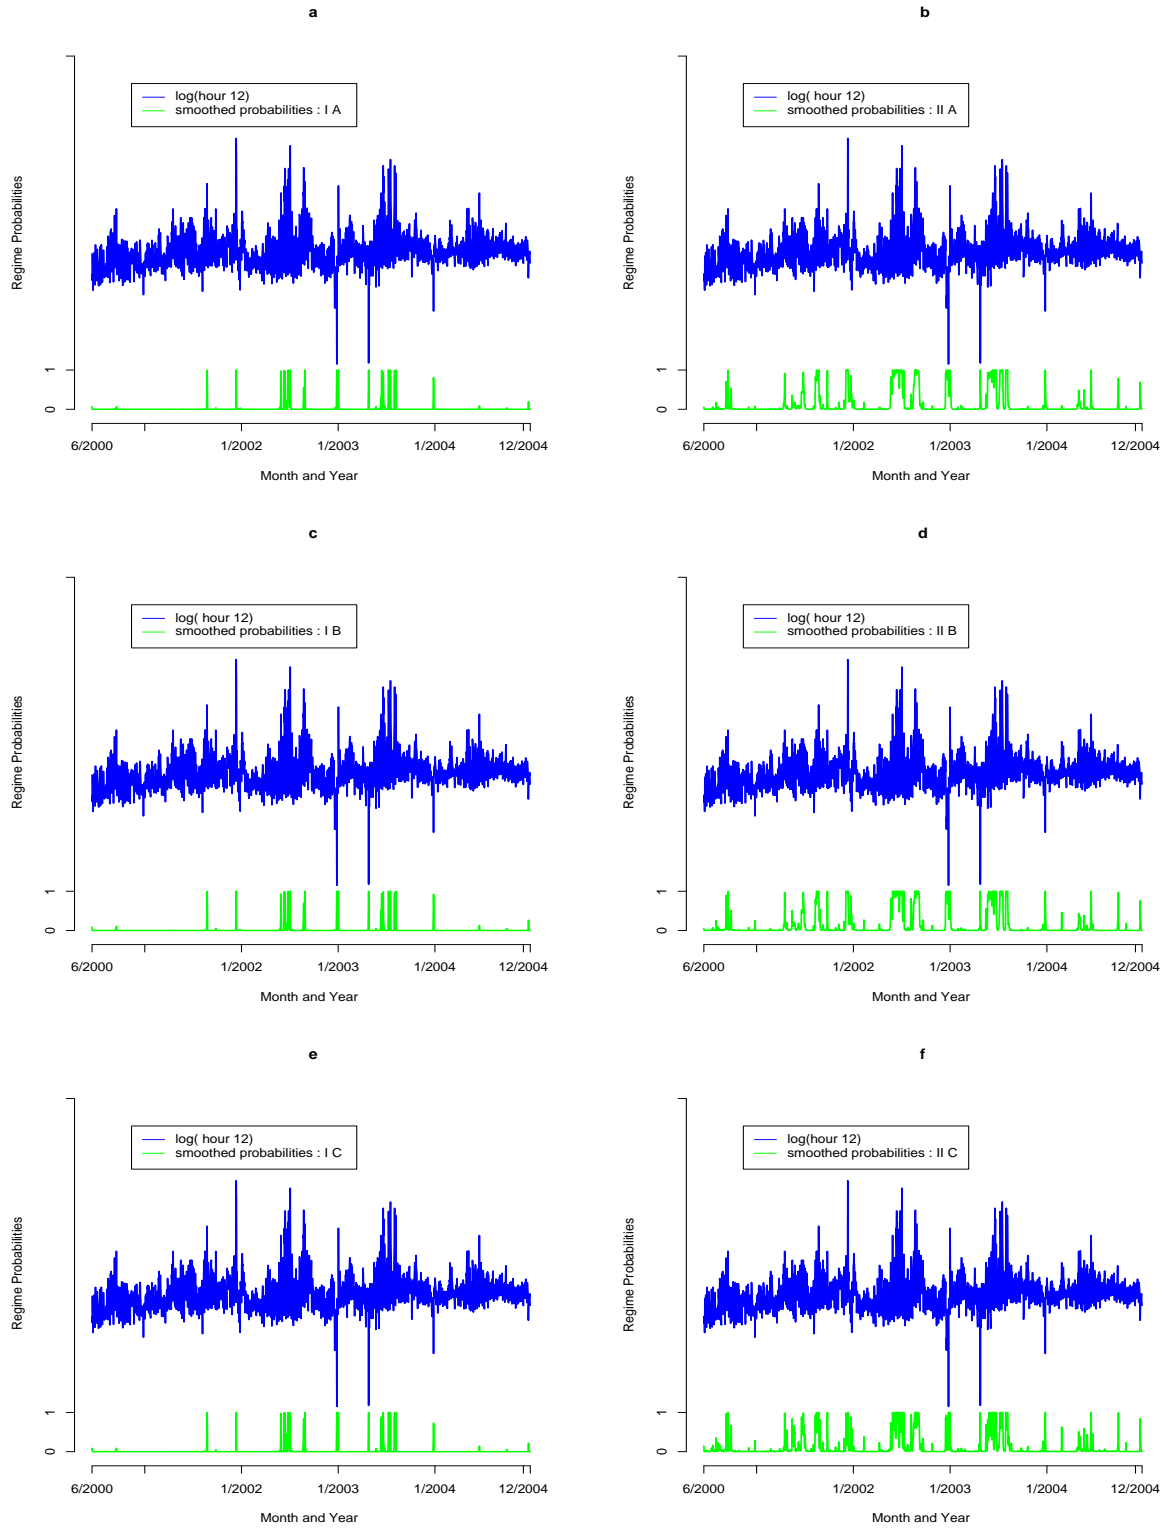 a
log(hour 12)
smoothed probabilities : I A
Regime Probabilities
1
0
6/2000 1/2002 1/2003 1/2004 12/2004
Month and Year
b
log( hour 12)
smoothed probabilities : II A
Regime Probabilities
1
0
6/2000 1/2002 1/2003 1/2004 12/2004
Month and Year
c
log( hour 12)
smoothed probabilities : I B
Regime Probabilities
1
0
6/2000 1/2002 1/2003 1/2004 12/2004
Month and Year
d
log( hour 12)
smoothed probabilities : II B
Regime Probabilities
1
0
6/2000 1/2002 1/2003 1/2004 12/2004
Month and Year
e
log( hour 12)
smoothed probabilities : I C
Regime Probabilities
1
0
6/2000 1/2002 1/2003 1/2004 12/2004
Month and Year
f
log(hour 12)
smoothed probabilities : II C
Regime Probabilities
1
0
6/2000 1/2002 1/2003 1/2004 12/2004
Month and Year